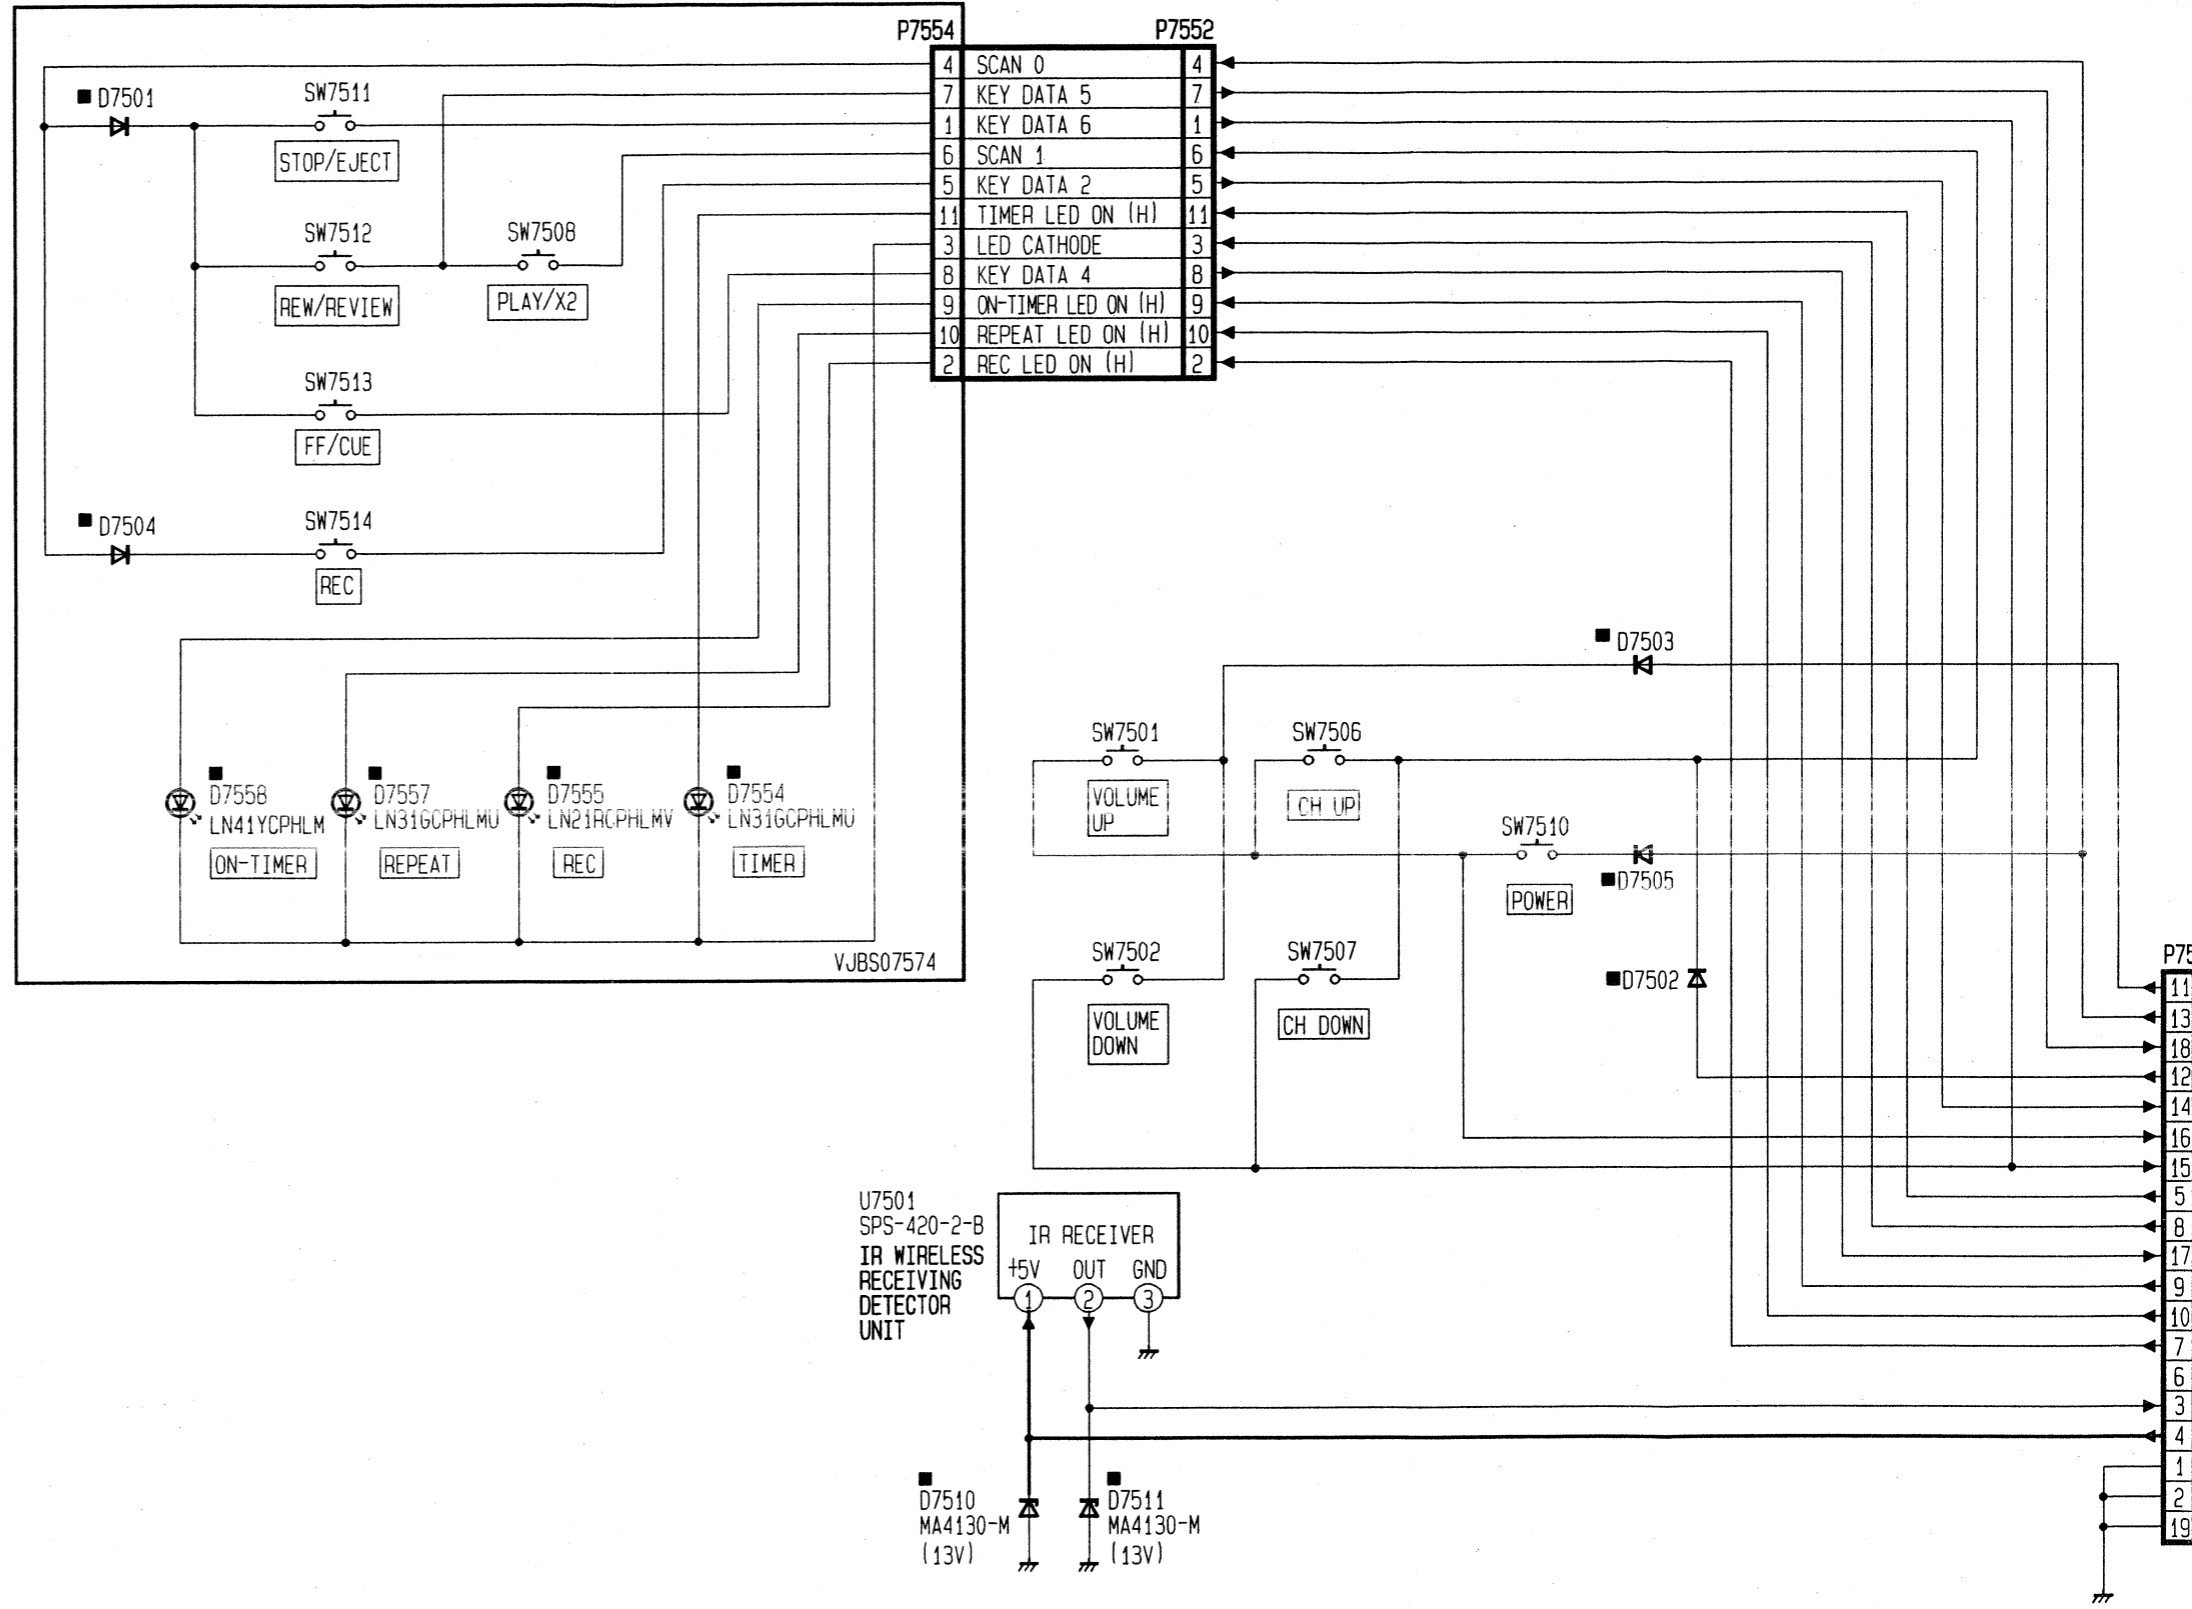 P7554
P7552
4 SCAN 0 4
7 KEY DATA 5 7
1 KEY DATA 6 1
6 SCAN 1 6
5 KEY DATA 2 5
11 TIMER LED ON (H) 11
3 LED CATHODE 3
8 KEY DATA 4 8
9 ON-TIMER LED ON (H) 9
10 REPEAT LED ON (H) 10
2 REC LED ON (H) 2
D7501
SW7511
STOP/EJECT
SW7512
REW/REVIEW
SW7508
PLAY/X2
SW7513
FF/CUE
D7504
SW7514
REC
D7558
LN41YCPHLM
ON-TIMER
D7557
LN31GCPHLMU
REPEAT
D7555
LN21RCPHLMV
REC
D7554
LN31GCPHLMU
TIMER
VJBS07574
D7503
SW7501
VOLUME
UP
SW7506
CH UP
SW7510
POWER
D7505
SW7502
VOLUME
DOWN
SW7507
CH DOWN
D7502
P75
11
13
18
12
14
16
15
5
8
17
9
10
7
6
3
4
1
2
19
U7501
SPS-420-2-B
IR WIRELESS
RECEIVING
DETECTOR
UNIT
IR RECEIVER
+5V OUT GND
1 2 3
D7510
MA4130-M
(13V)
D7511
MA4130-M
(13V)